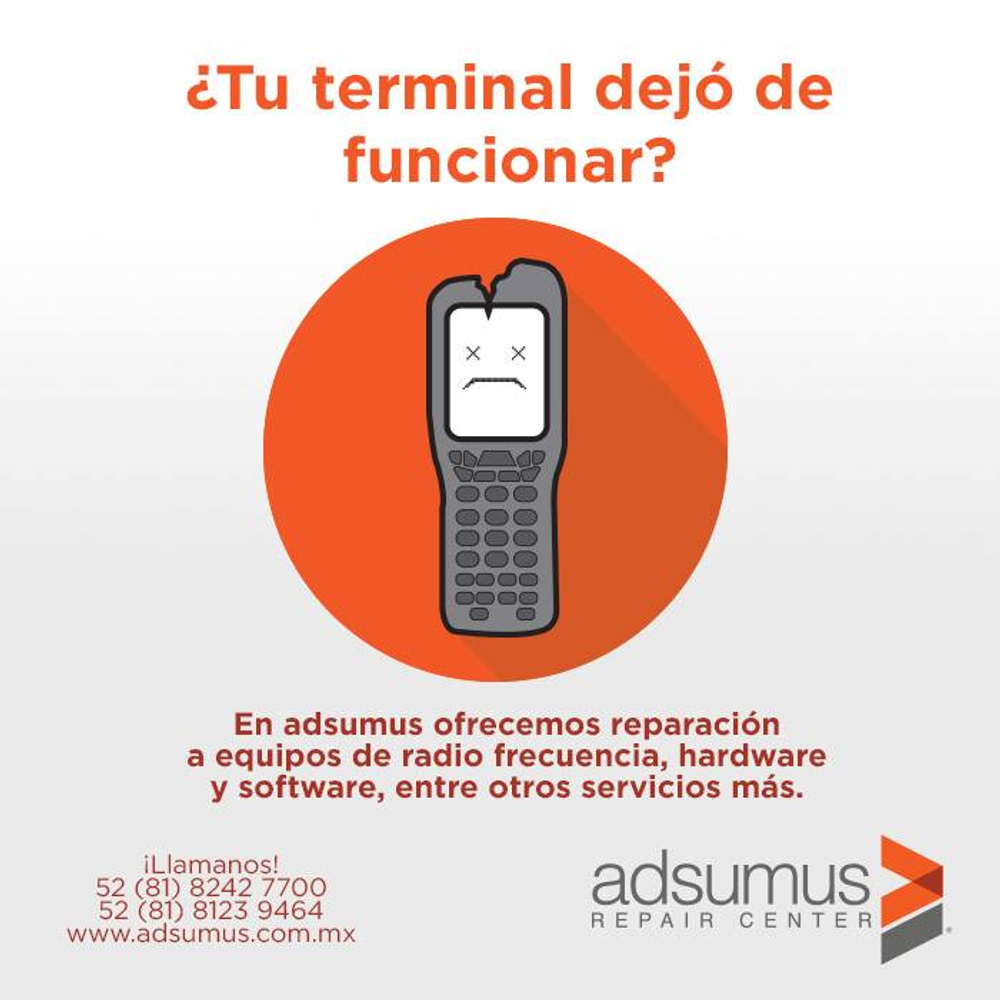 ¿Tu terminal dejó de
funcionar?
En adsumus ofrecemos reparación
a equipos de radio frecuencia, hardware
y software, entre otros servicios más.
¡Llamanos!
52 (81) 8242 7700
52 (81) 8123 9464
www.adsumus.com.mx
adsumus
REPAIR CENTER